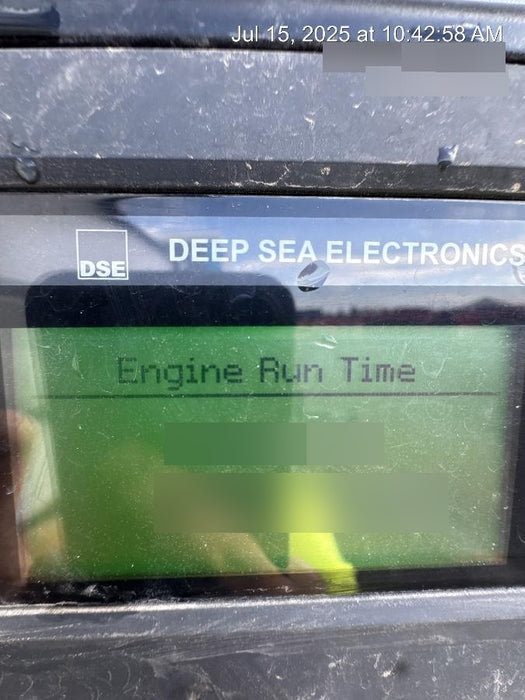 Jul 15, 2025 at 10:42:58 AM
DSE
DEEP SEA ELECTRONICS
Engine Run Time